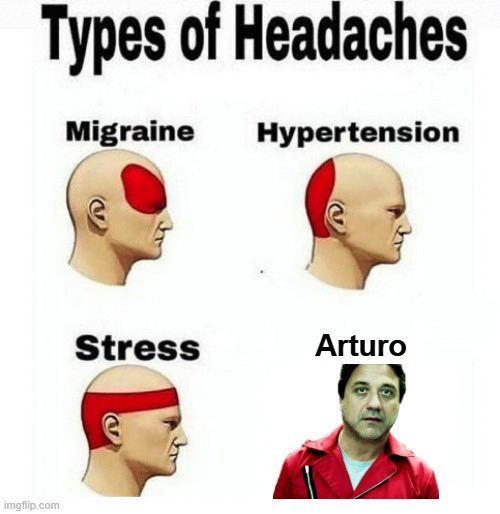 Types of Headaches
Migraine
Hypertension
Stress
Arturo
imgflip.com